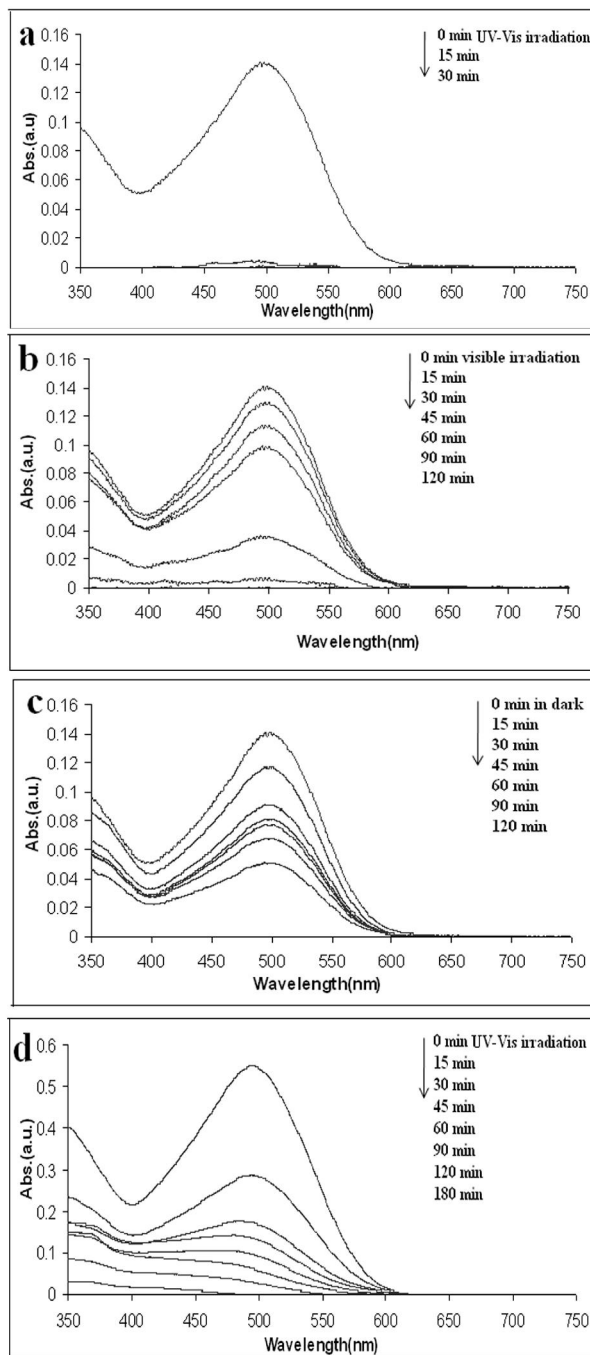 a
0 min UV-Vis irradiation
15 min
30 min
Abs.(a.u)
0.16
0.14
0.12
0.1
0.08
0.06
0.04
0.02
0
350 400 450 500 550 600 650 700 750
Wavelength(nm)
b
0 min visible irradiation
15 min
30 min
45 min
60 min
90 min
120 min
Abs.(a.u.)
0.16
0.14
0.12
0.1
0.08
0.06
0.04
0.02
0
350 400 450 500 550 600 650 700 750
Wavelength(nm)
c
0 min in dark
15 min
30 min
45 min
60 min
90 min
120 min
Abs.(a.u.)
0.16
0.14
0.12
0.1
0.08
0.06
0.04
0.02
0
350 400 450 500 550 600 650 700 750
Wavelength(nm)
d
0 min UV-Vis irradiation
15 min
30 min
45 min
60 min
90 min
120 min
180 min
Abs.(a.u.)
0.6
0.5
0.4
0.3
0.2
0.1
0
350 400 450 500 550 600 650 700 750
Wavelength(nm)